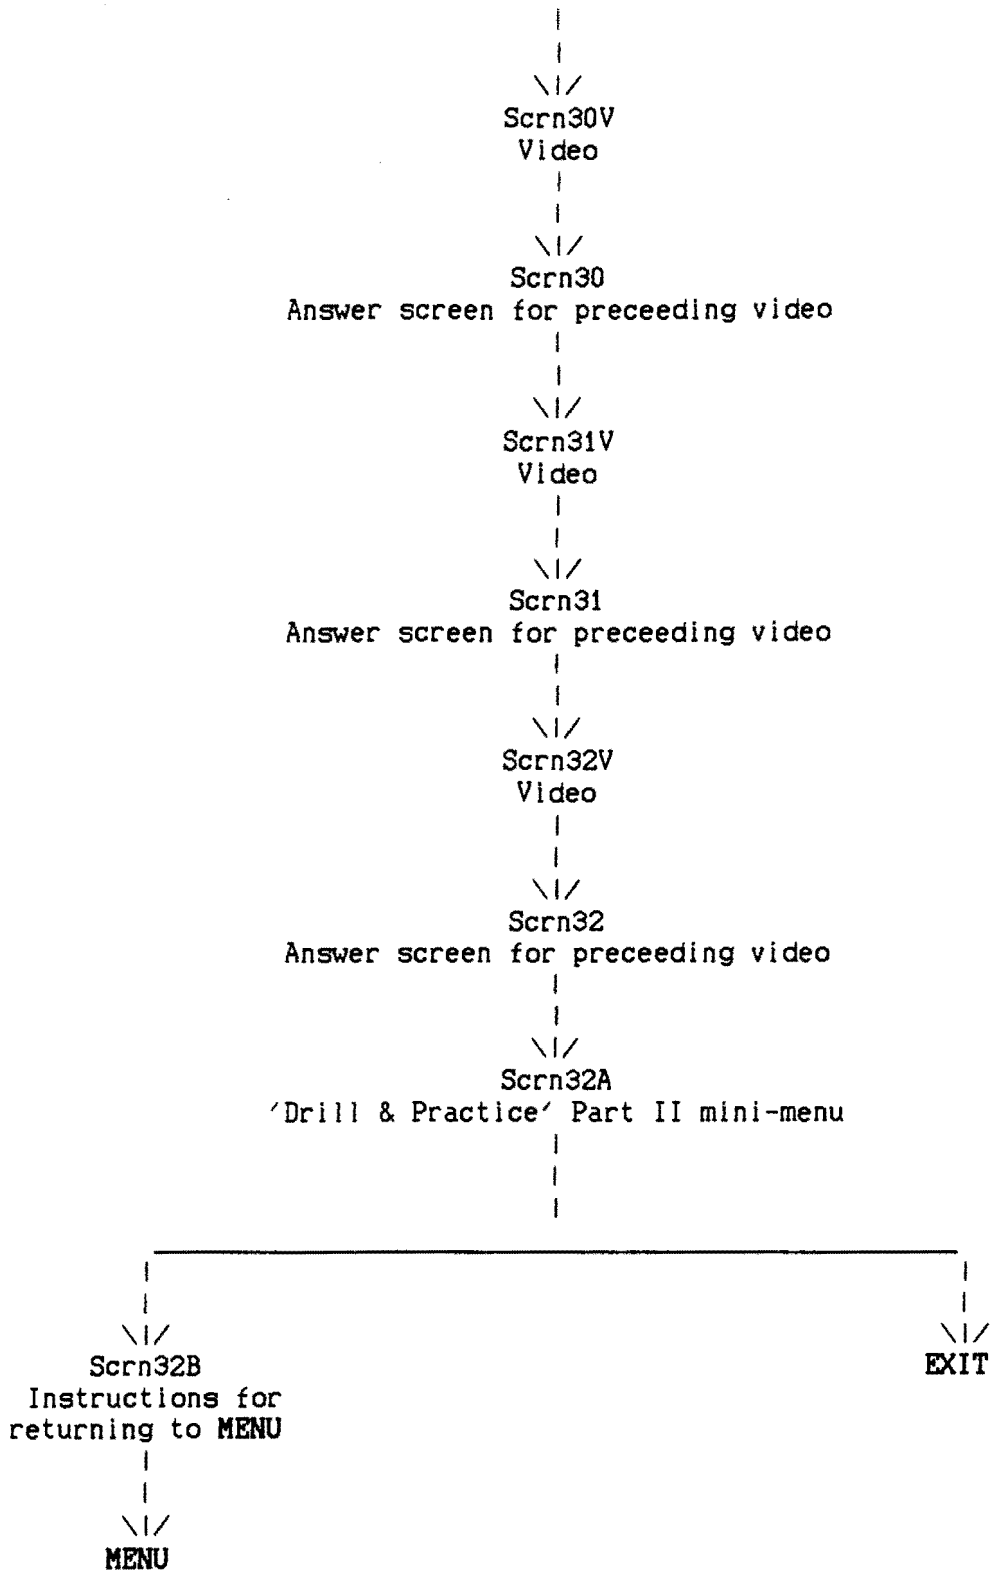 Scrn30V
Video
Scrn30
Answer screen for preceeding video
Scrn31V
Video
Scrn31
Answer screen for preceeding video
Scrn32V
Video
Scrn32
Answer screen for preceeding video
Scrn32A
'Drill & Practice' Part II mini-menu
Scrn32B
Instructions for
returning to MENU
MENU
EXIT